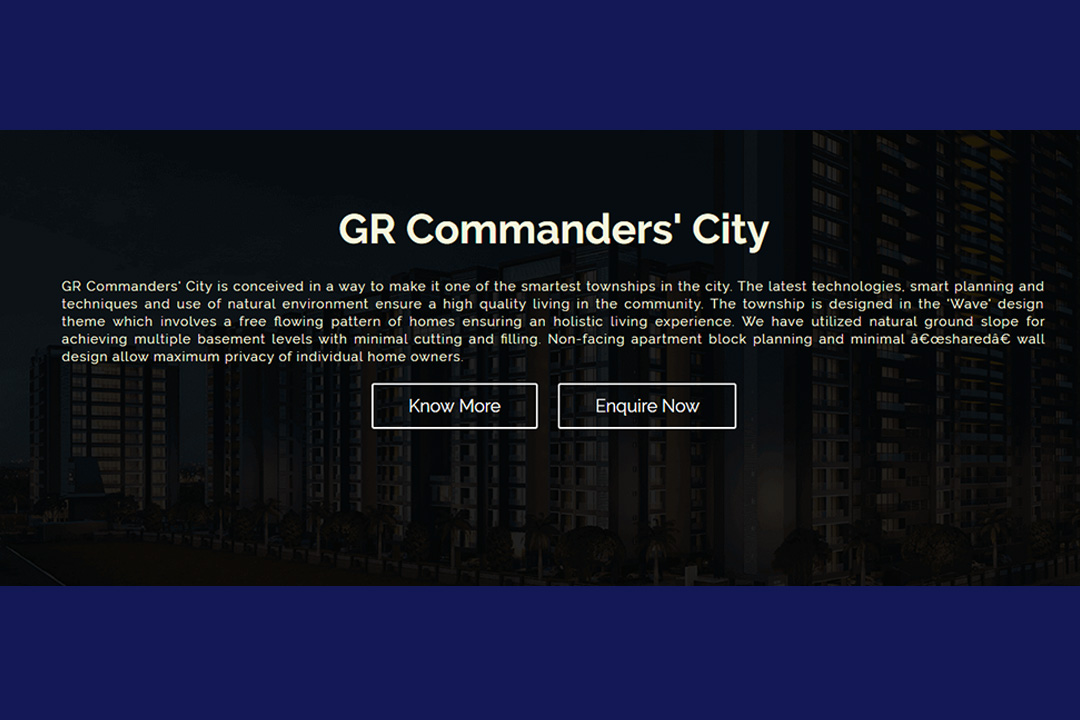 GR Commanders' City
GR Commanders' City is conceived in a way to make it one of the smartest townships in the city. The latest technologies, smart planning and
techniques and use of natural environment ensure a high quality living in the community. The township is designed in the 'Wave' design
theme which involves a free flowing pattern of homes ensuring an holistic living experience. We have utilized natural ground slope for
achieving multiple basement levels with minimal cutting and filling. Non-facing apartment block planning and minimal â€œsharedâ€ wall
design allow maximum privacy of individual home owners.
Know More
Enquire Now